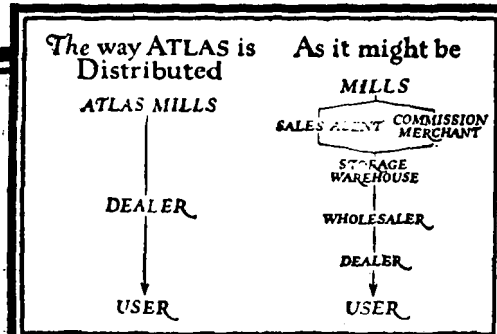 The way ATLAS is
Distributed
ATLAS MILLS
DEALER
USER
As it might be
MILLS
SALES AGENT COMMISSION
MERCHANT
STORAGE
WAREHOUSE
WHOLESALER
DEALER
USER